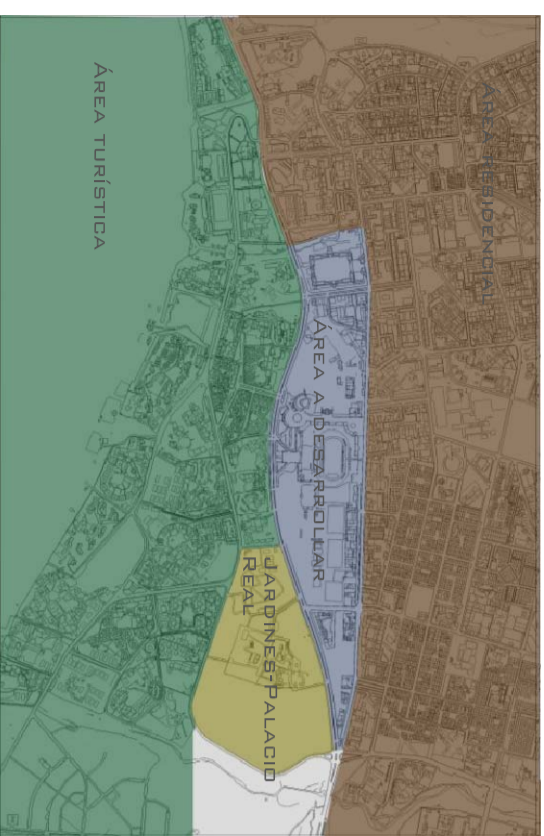 ÁREA TURÍSTICA
ÁREA RESIDENCIAL
ÁREA A DESARROLLAR
JARDINES-PALACIO
REAL